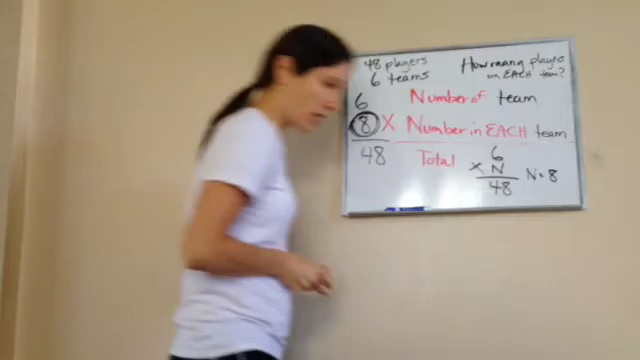 48 players
6 teams
How many players
on EACH team?
6 Number of team
8 X Number in EACH team
48 Total
6
X N
48
N = 8